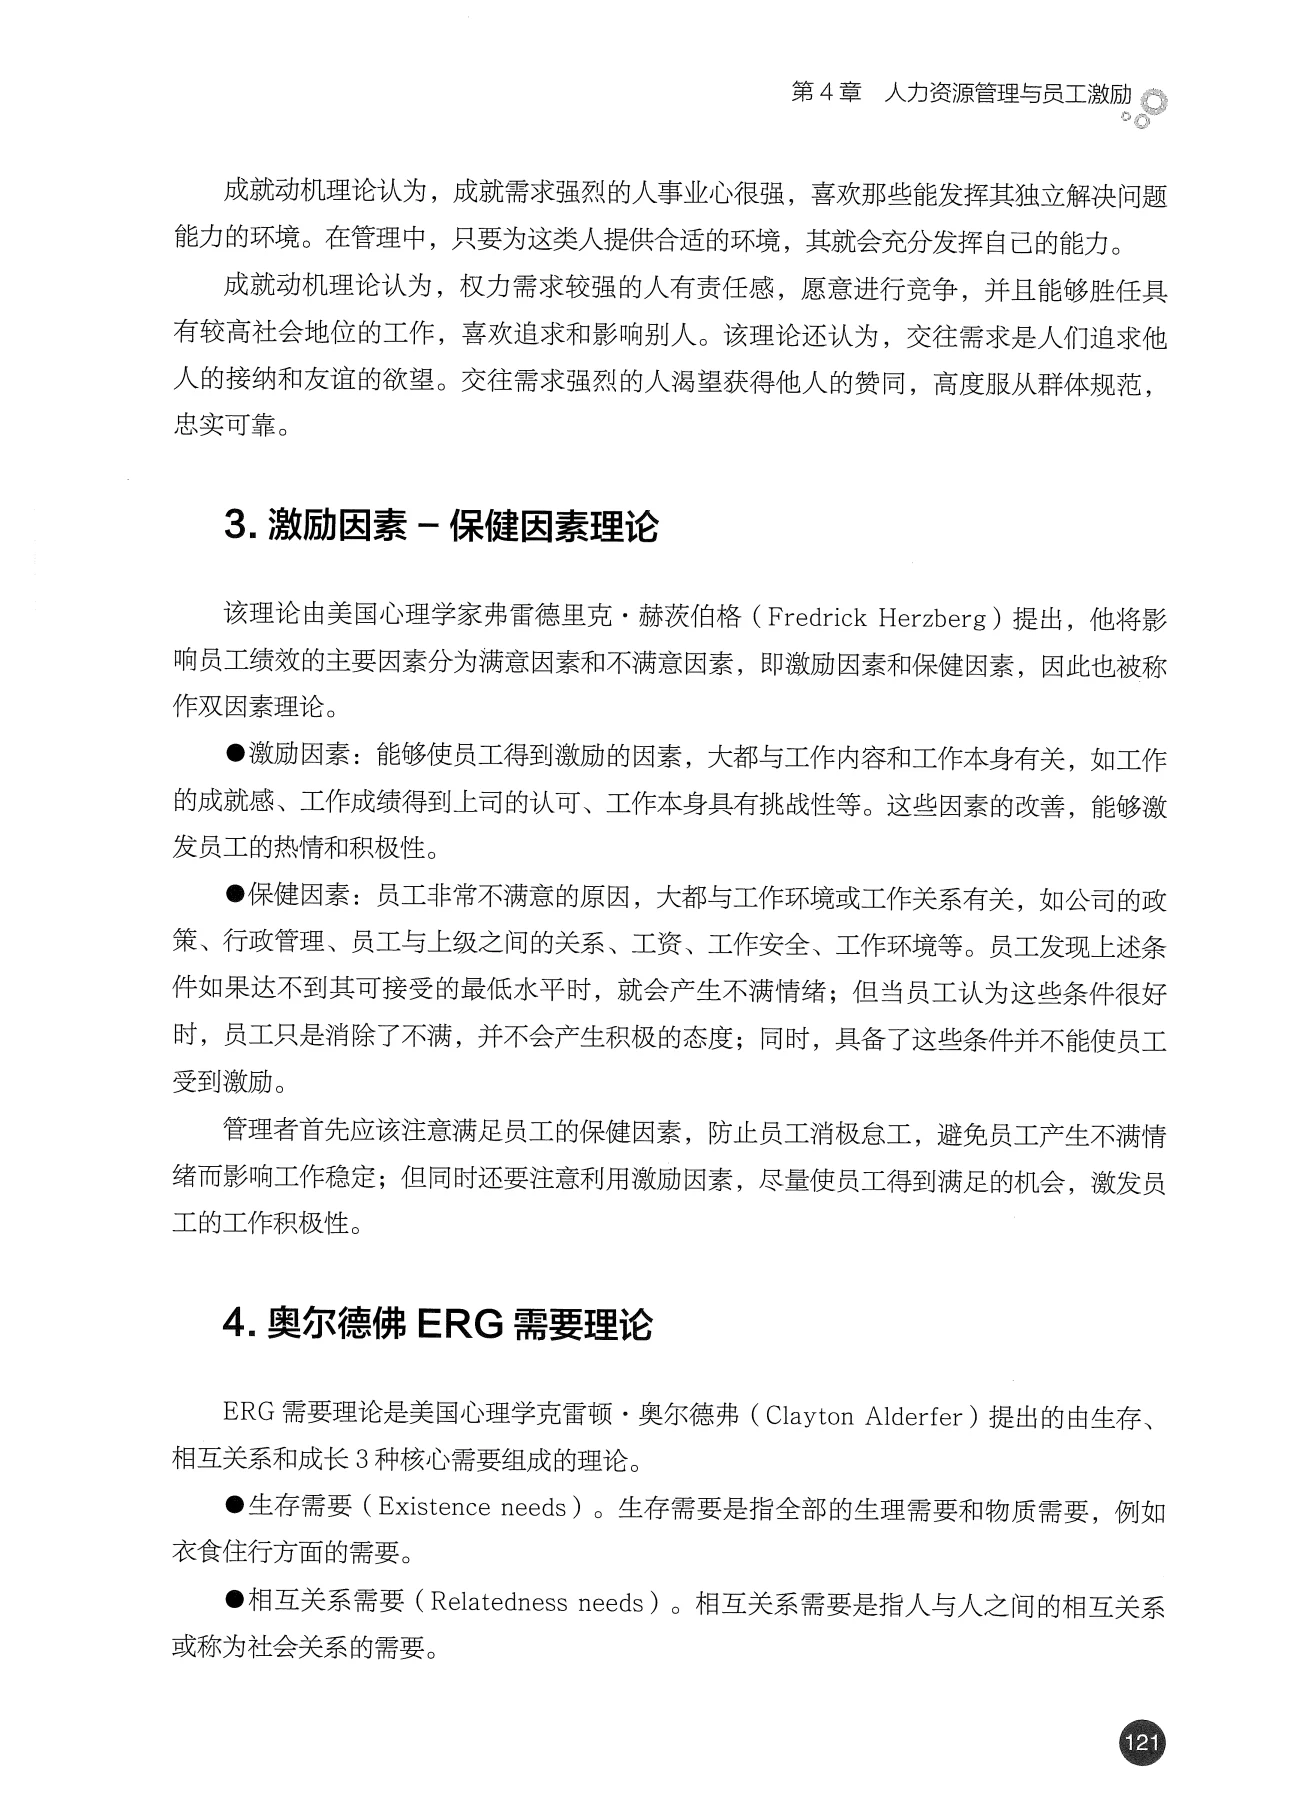 第4章 人力资源管理与员工激励
成就动机理论认为，成就需求强烈的人事业心很强，喜欢那些能发挥其独立解决问题
能力的环境。在管理中，只要为这类人提供合适的环境，其就会充分发挥自己的能力。
成就动机理论认为，权力需求较强的人有责任感，愿意进行竞争，并且能够胜任具
有较高社会地位的工作，喜欢追求和影响别人。该理论还认为，交往需求是人们追求他
人的接纳和友谊的欲望。交往需求强烈的人渴望获得他人的赞同，高度服从群体规范，
忠实可靠。
3. 激励因素 – 保健因素理论
该理论由美国心理学家弗雷德里克·赫茨伯格（Fredrick Herzberg）提出，他将影
响员工绩效的主要因素分为满意因素和不满意因素，即激励因素和保健因素，因此也被称
作双因素理论。
●激励因素：能够使员工得到激励的因素，大都与工作内容和工作本身有关，如工作
的成就感、工作成绩得到上司的认可、工作本身具有挑战性等。这些因素的改善，能够激
发员工的热情和积极性。
●保健因素：员工非常不满意的原因，大都与工作环境或工作关系有关，如公司的政
策、行政管理、员工与上级之间的关系、工资、工作安全、工作环境等。员工发现上述条
件如果达不到其可接受的最低水平时，就会产生不满情绪；但当员工认为这些条件很好
时，员工只是消除了不满，并不会产生积极的态度；同时，具备了这些条件并不能使员工
受到激励。
管理者首先应该注意满足员工的保健因素，防止员工消极怠工，避免员工产生不满情
绪而影响工作稳定；但同时还要注意利用激励因素，尽量使员工得到满足的机会，激发员
工的工作积极性。
4. 奥尔德佛 ERG 需要理论
ERG 需要理论是美国心理学克雷顿·奥尔德弗（Clayton Alderfer）提出的由生存、
相互关系和成长 3 种核心需要组成的理论。
●生存需要（Existence needs）。生存需要是指全部的生理需要和物质需要，例如
衣食住行方面的需要。
●相互关系需要（Relatedness needs）。相互关系需要是指人与人之间的相互关系
或称为社会关系的需要。
121